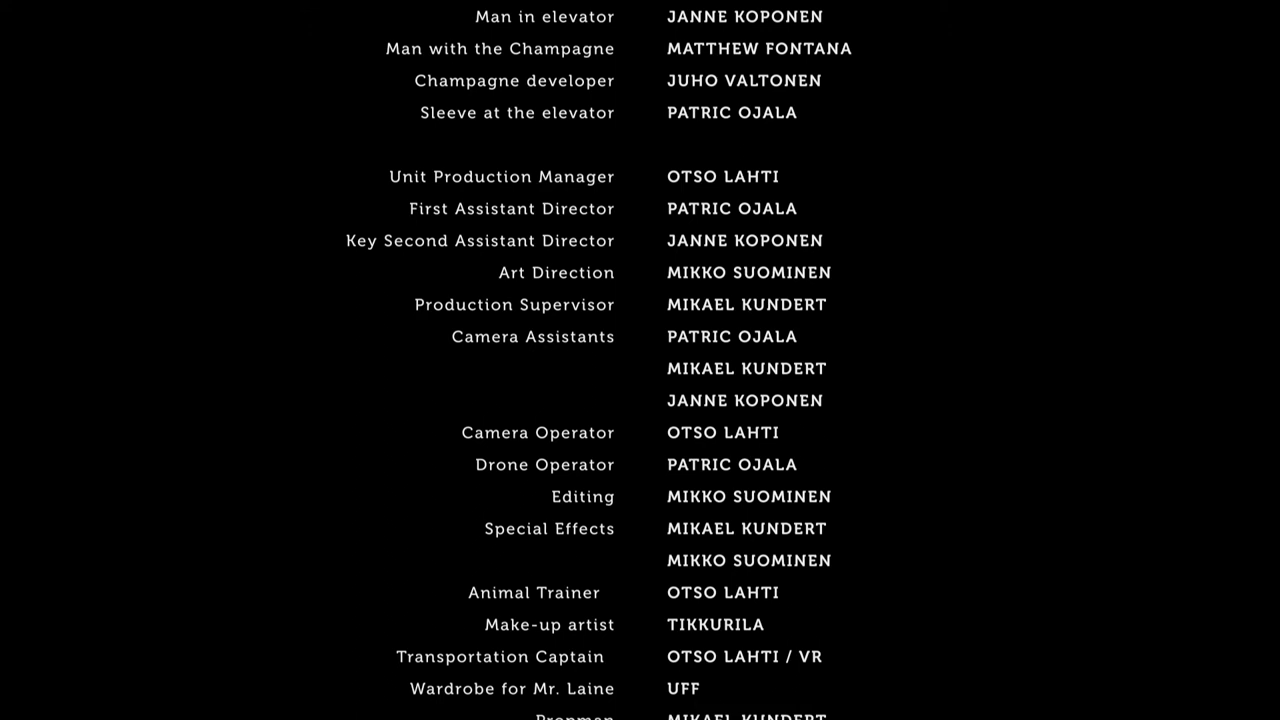 Man in elevator JANNE KOPONEN
Man with the Champagne MATTHEW FONTANA
Champagne developer JUHO VALTONEN
Sleeve at the elevator PATRIC OJALA
Unit Production Manager OTSO LAHTI
First Assistant Director PATRIC OJALA
Key Second Assistant Director JANNE KOPONEN
Art Direction MIKKO SUOMINEN
Production Supervisor MIKAEL KUNDERT
Camera Assistants PATRIC OJALA
MIKAEL KUNDERT
JANNE KOPONEN
Camera Operator OTSO LAHTI
Drone Operator PATRIC OJALA
Editing MIKKO SUOMINEN
Special Effects MIKAEL KUNDERT
MIKKO SUOMINEN
Animal Trainer OTSO LAHTI
Make-up artist TIKKURILA
Transportation Captain OTSO LAHTI / VR
Wardrobe for Mr. Laine UFF
Propman MIKAEL KUNDERT